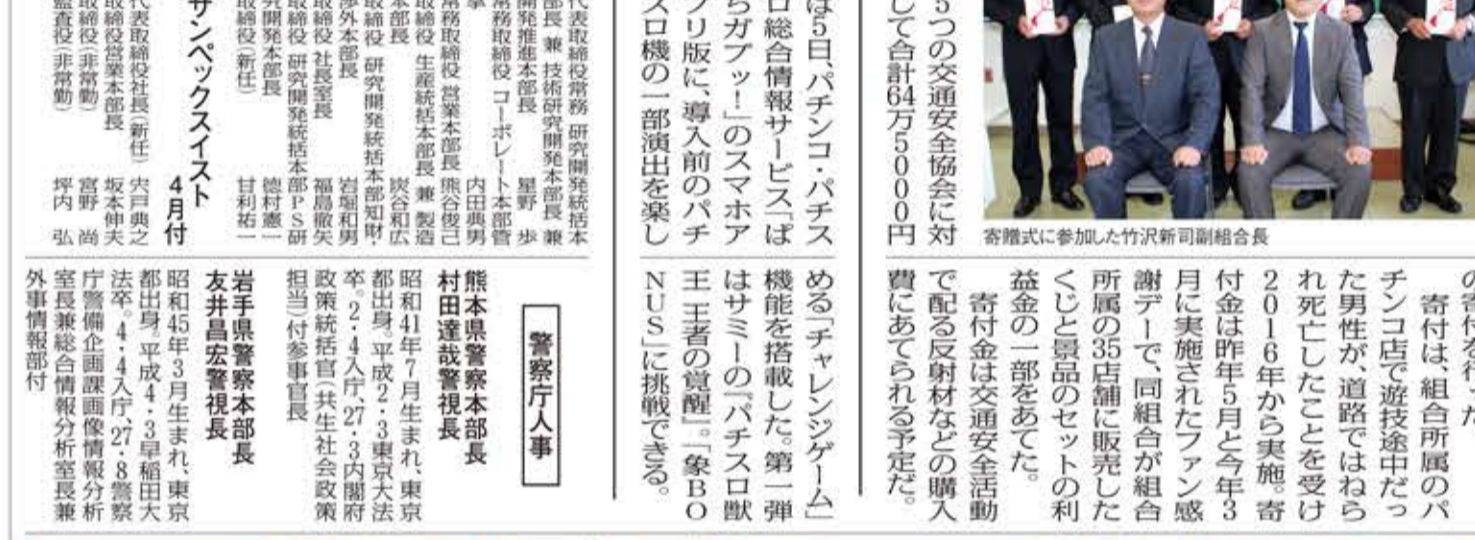 寄贈式に参加した竹沢新司副組合長
5つの交通安全協会に対
して合計64万5000円
の寄付を行った
寄付は、組合所属のパ
チンコ店で遊技途中だっ
た男性が、道路ではねら
れ死亡したことを受け
2016年から実施。寄
付金は昨年5月と今年3
月に実施されたファン感
謝デーで、同組合が組合
所属の35店舗に販売した
くじと景品のセットの利
益金の一部をあてた。
寄付金は交通安全活動
で配る反射材などの購入
費にあてられる予定だ。
は5日、パチンコ・パチス
ロ総合情報サービス「ぱ
ちガブッ！」のスマホア
プリ版に、導入前のパチ
スロ機の一部演出を楽し
める「チャレンジゲーム」
機能を搭載した。第一弾
はサミーの『パチスロ獣
王 王者の覚醒』。「象BO
NUS」に挑戦できる。
代表取締役常務 研究開発統括本
部長 兼 技術研究開発本部長 兼
開発推進本部長 星野 歩
常務取締役 コーポレート本部管
内田典男
常務取締役 営業本部長 熊谷俊己
取締役 生産統括本部長 兼 製造
本部長 炭谷和広
取締役 研究開発統括本部知財・
渉外本部長 岩堀和男
取締役 社長室長 福島徹矢
取締役 研究開発統括本部PS研
究開発本部長 徳村憲一
取締役(新任) 甘利祐一
サンペックスイスト
4月付
代表取締役社長(新任) 宍戸典之
取締役営業本部長 坂本伸夫
取締役(非常勤) 宮野 尚
監査役(非常勤) 坪内 弘
警察庁人事
熊本県警察本部長
村田達哉警視長
昭和41年7月生まれ、東京
都出身。平成2・3東京大法
卒。2・4入庁、27・3内閣府
政策統括官(共生社会政策
担当)付参事官長
岩手県警察本部長
友井昌宏警視長
昭和45年3月生まれ、東京
都出身。平成4・3早稲田大
法卒。4・4入庁、27・8警察
庁警備企画課画像情報分析
室長兼総合情報分析室長兼
外事情報部付